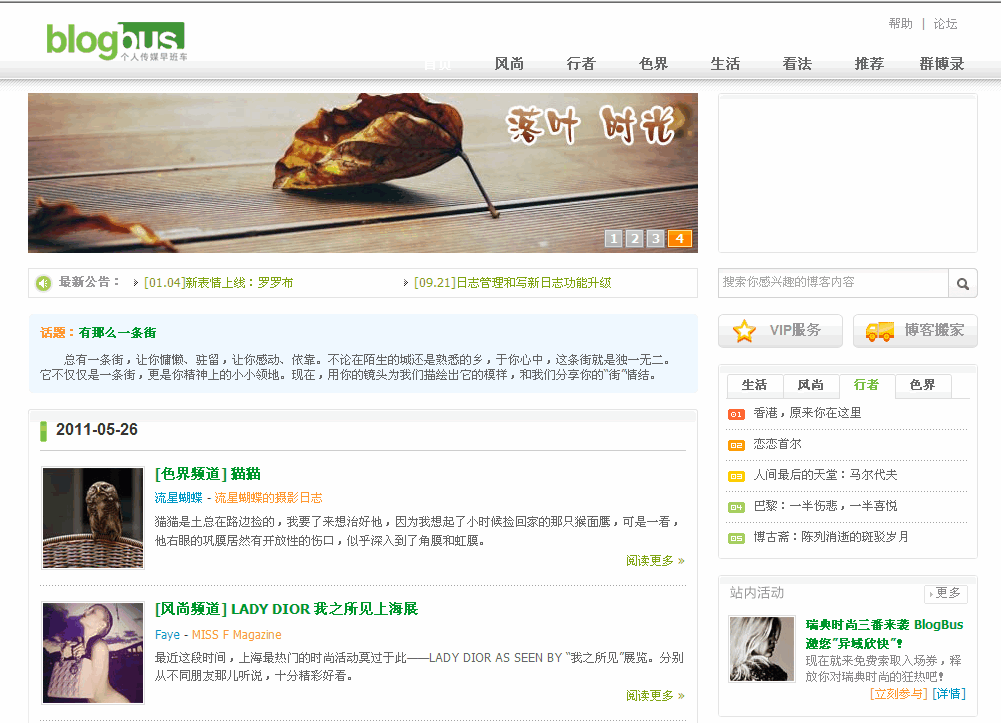 blogbus
个人传媒早班车
帮助 | 论坛
首页 风尚 行者 色界 生活 看法 推荐 群博录
落叶 时光
1 2 3 4
最新公告： [01.04]新表情上线：罗罗布 [09.21]日志管理和写新日志功能升级
搜索你感兴趣的博客内容
话题：有那么一条街
总有一条街，让你慵懒、驻留，让你感动、依靠。不论在陌生的城还是熟悉的乡，于你心中，这条街就是独一无二。
它不仅仅是一条街，更是你精神上的小小领地。现在，用你的镜头为我们描绘出它的模样，和我们分享你的“街”情结。
VIP服务 博客搬家
2011-05-26
[色界频道] 猫猫
流星蝴蝶 - 流星蝴蝶的摄影日志
猫猫是土总在路边捡的，我要了来想治好他，因为我想起了小时候捡回家的那只猴面鹰，可是一看，
他右眼的巩膜居然有开放性的伤口，似乎深入到了角膜和虹膜。
阅读更多 »
[风尚频道] LADY DIOR 我之所见上海展
Faye - MISS F Magazine
最近这段时间，上海最热门的时尚活动莫过于此——LADY DIOR AS SEEN BY “我之所见”展览。分别
从不同朋友那儿听说，十分精彩好看。
阅读更多 »
生活 风尚 行者 色界
01 香港，原来你在这里
02 恋恋首尔
03 人间最后的天堂：马尔代夫
04 巴黎：一半伤悲，一半喜悦
05 博古斋：陈列消逝的斑驳岁月
站内活动 更多
瑞典时尚三番来袭 BlogBus
邀您“异域欣快”！
现在就来免费索取入场券，释
放你对瑞典时尚的狂热吧！
[立刻参与] [详情]